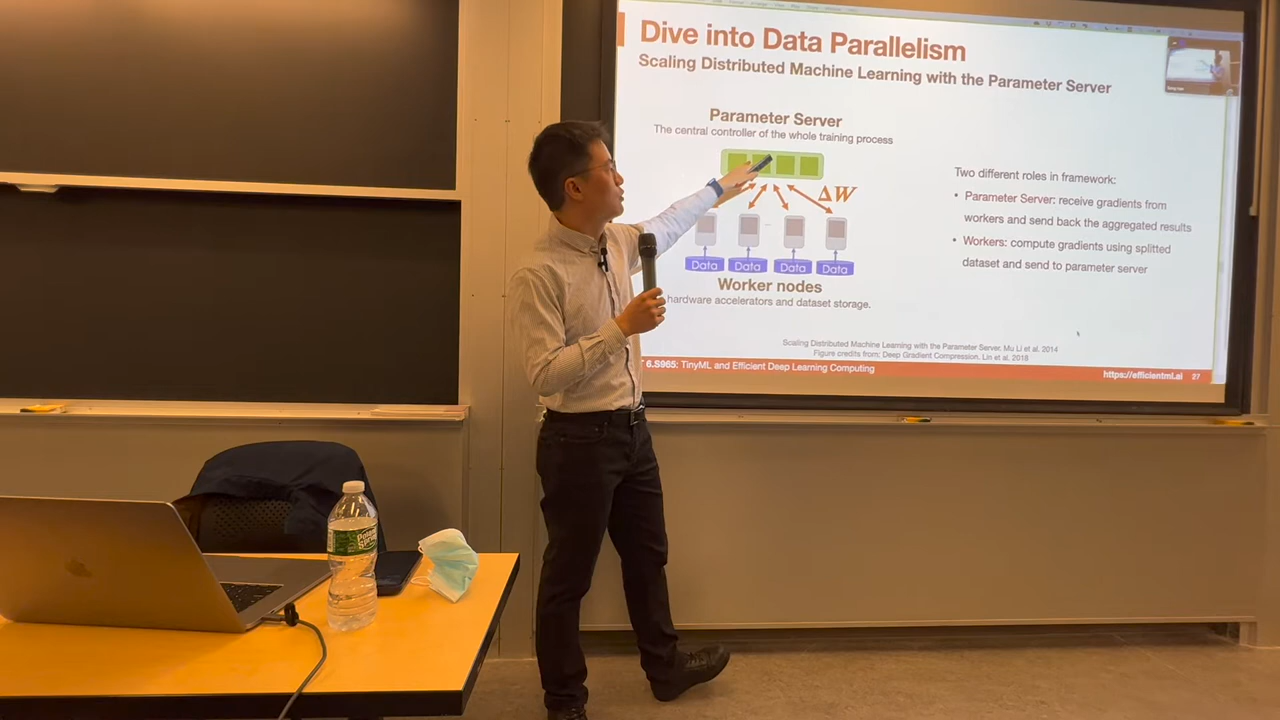 Dive into Data Parallelism
Scaling Distributed Machine Learning with the Parameter Server
Parameter Server
The central controller of the whole training process
ΔW
Data Data Data Data
Worker nodes
hardware accelerators and dataset storage.
Two different roles in framework:
• Parameter Server: receive gradients from
workers and send back the aggregated results
• Workers: compute gradients using splitted
dataset and send to parameter server
Scaling Distributed Machine Learning with the Parameter Server. Mu Li et al. 2014
Figure credits from: Deep Gradient Compression. Lin et al. 2018
6.S965: TinyML and Efficient Deep Learning Computing
https://efficientml.ai 27
Poland
Spring